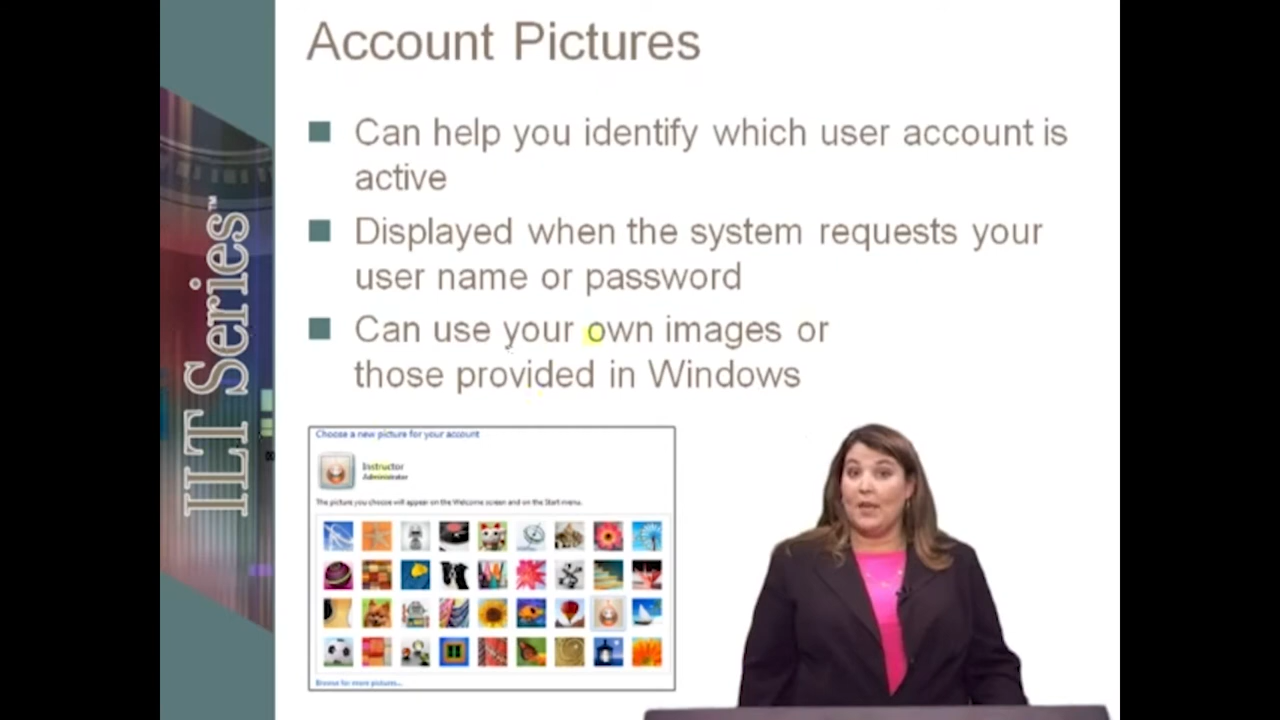 Account Pictures
Can help you identify which user account is
active
Displayed when the system requests your
user name or password
Can use your own images or
those provided in Windows
ILT Series™
Choose a new picture for your account
Instructor
Administrator
The picture you choose will appear on the Welcome screen and on the Start menu.
Browse for more pictures...